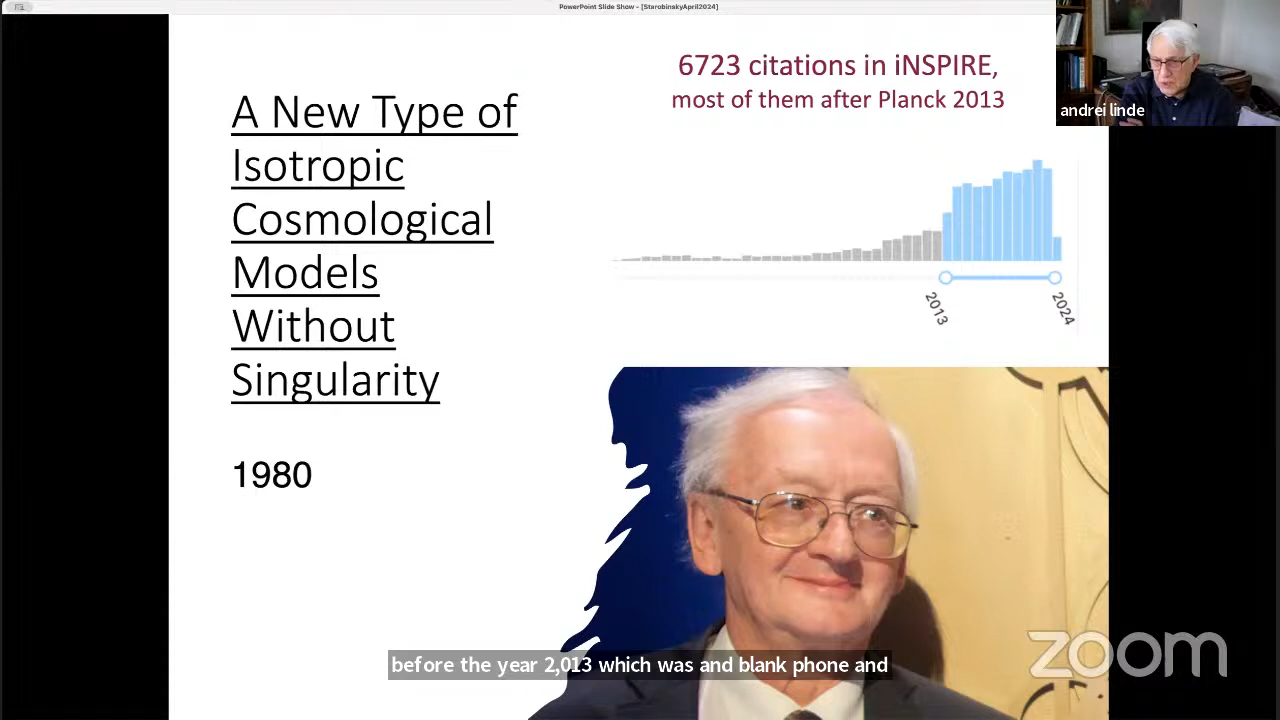 PowerPoint Slide Show - [StarobinskyApril2024]
6723 citations in iNSPIRE,
most of them after Planck 2013
andrei linde
A New Type of
Isotropic
Cosmological
Models
Without
Singularity
1980
2013
2024
before the year 2,013 which was and blank phone and
zoom